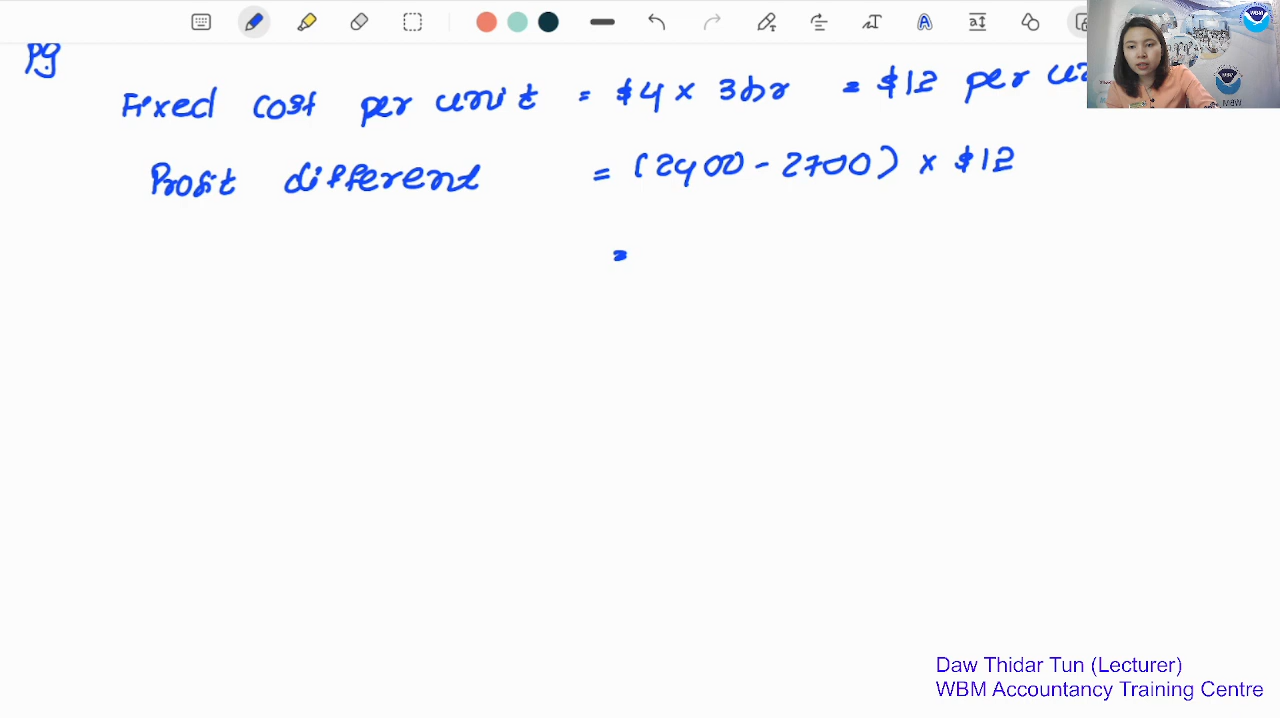 pg
Fixed cost per unit = $4 x 3hr = $12 per
Profit different = (2400 - 2700) x $12
=
Daw Thidar Tun (Lecturer)
WBM Accountancy Training Centre